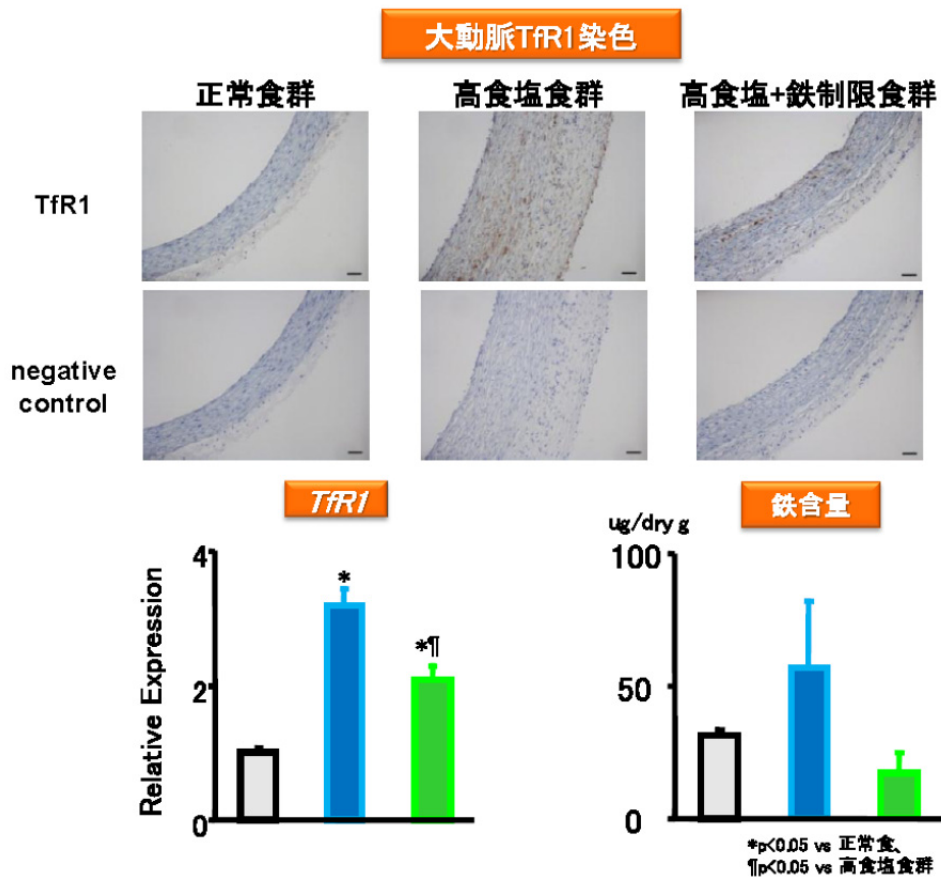 大動脈TfR1染色
正常食群
高食塩食群
高食塩+鉄制限食群
TfR1
negative
control
TfR1
Relative Expression
4
2
0
*
*¶
鉄含量
ug/dry g
100
50
0
*p<0.05 vs 正常食、
¶p<0.05 vs 高食塩食群